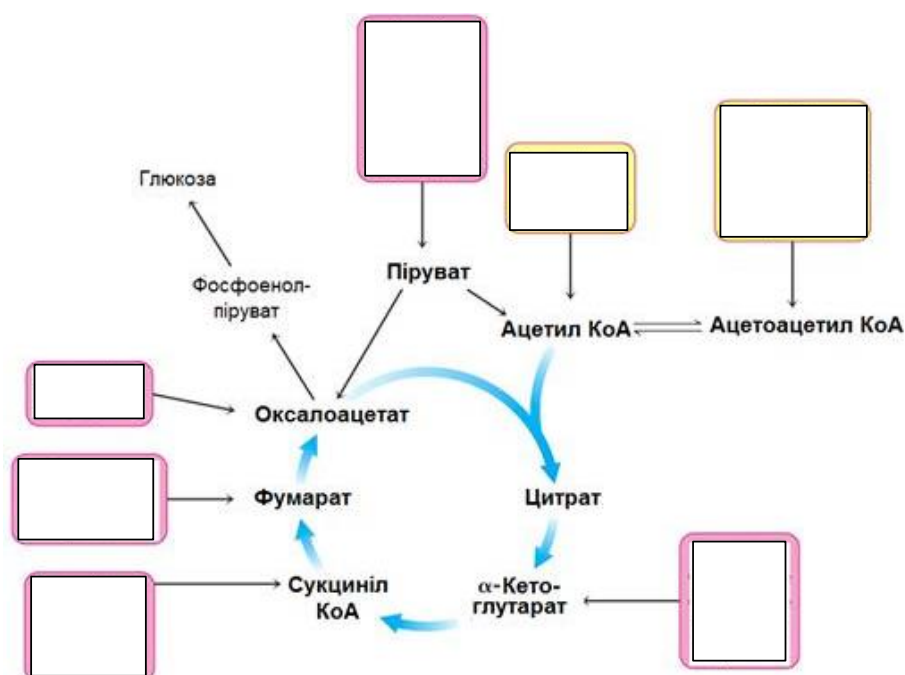 Глюкоза
Фосфоенол-
піруват
Піруват
Ацетил КоА
Ацетоацетил КоА
Оксалоацетат
Фумарат
Цитрат
Сукциніл
КоА
α-Кето-
глутарат